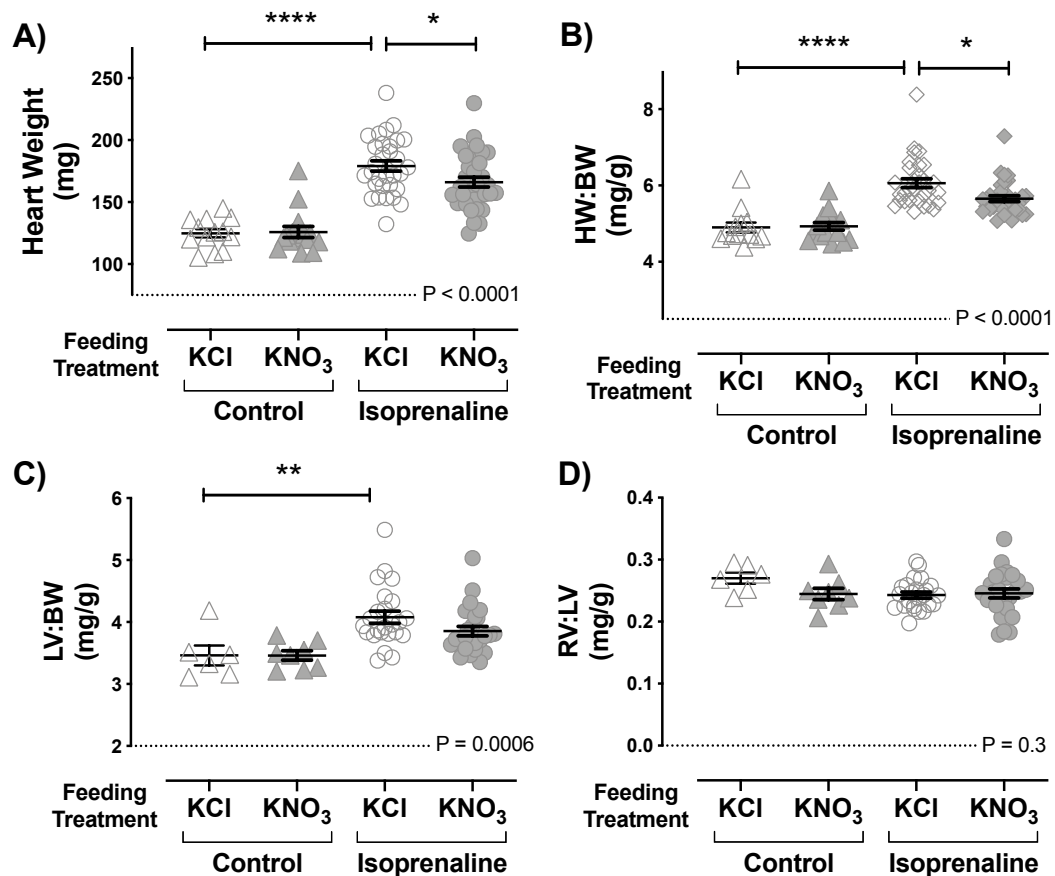 A)
****
*
Heart Weight
(mg)
250
200
150
100
P < 0.0001
Feeding
Treatment
KCl
KNO₃
KCl
KNO₃
Control
Isoprenaline
B)
****
*
HW:BW
(mg/g)
8
6
4
P < 0.0001
Feeding
Treatment
KCl
KNO₃
KCl
KNO₃
Control
Isoprenaline
C)
**
LV:BW
(mg/g)
6
5
4
3
2
P = 0.0006
Feeding
Treatment
KCl
KNO₃
KCl
KNO₃
Control
Isoprenaline
D)
RV:LV
(mg/g)
0.4
0.3
0.2
0.1
0.0
P = 0.3
Feeding
Treatment
KCl
KNO₃
KCl
KNO₃
Control
Isoprenaline